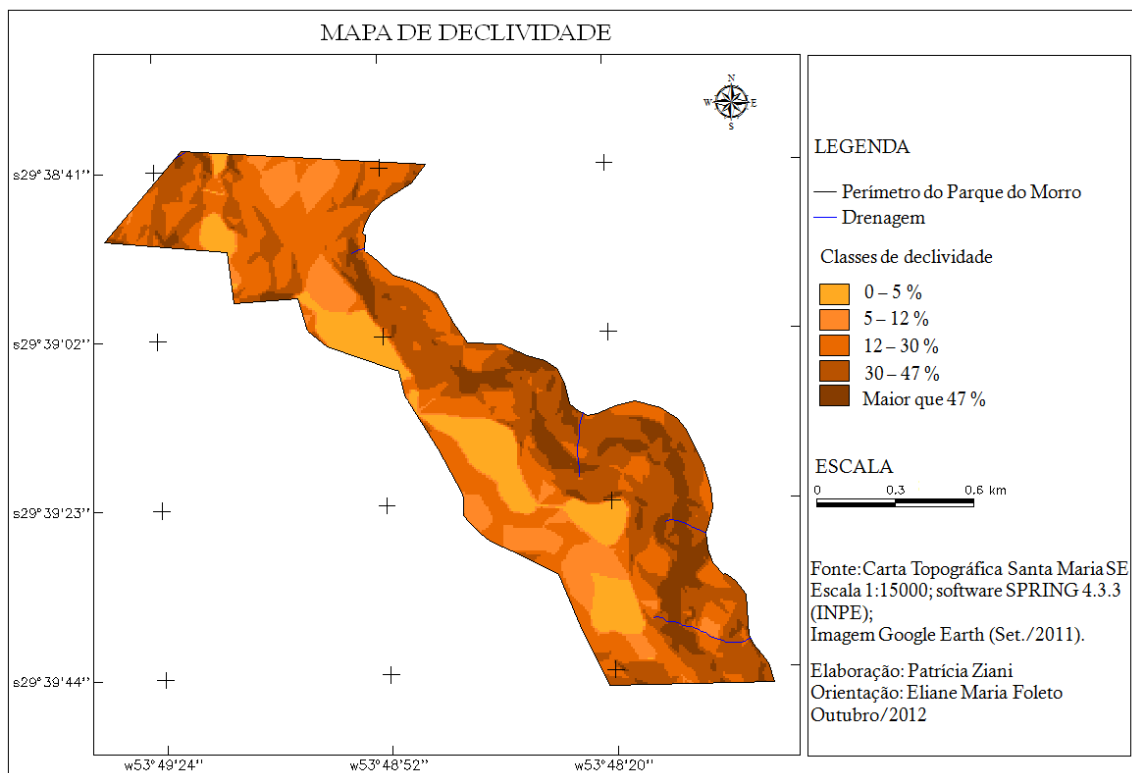 MAPA DE DECLIVIDADE
N
W
E
S
s29°38'41''
s29°39'02''
s29°39'23''
s29°39'44''
w53°49'24''
w53°48'52''
w53°48'20''
LEGENDA
Perímetro do Parque do Morro
Drenagem
Classes de declividade
0 – 5 %
5 – 12 %
12 – 30 %
30 – 47 %
Maior que 47 %
ESCALA
0 0.3 0.6 km
Fonte: Carta Topográfica Santa Maria SE
Escala 1:15000; software SPRING 4.3.3
(INPE);
Imagem Google Earth (Set./2011).
Elaboração: Patrícia Ziani
Orientação: Eliane Maria Foleto
Outubro/2012